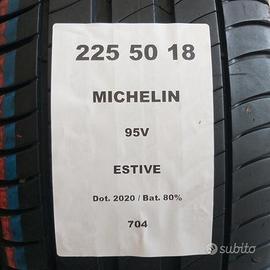 225 50 18
MICHELIN
95V
ESTIVE
Dot. 2020 / Bat. 80%
704
subito